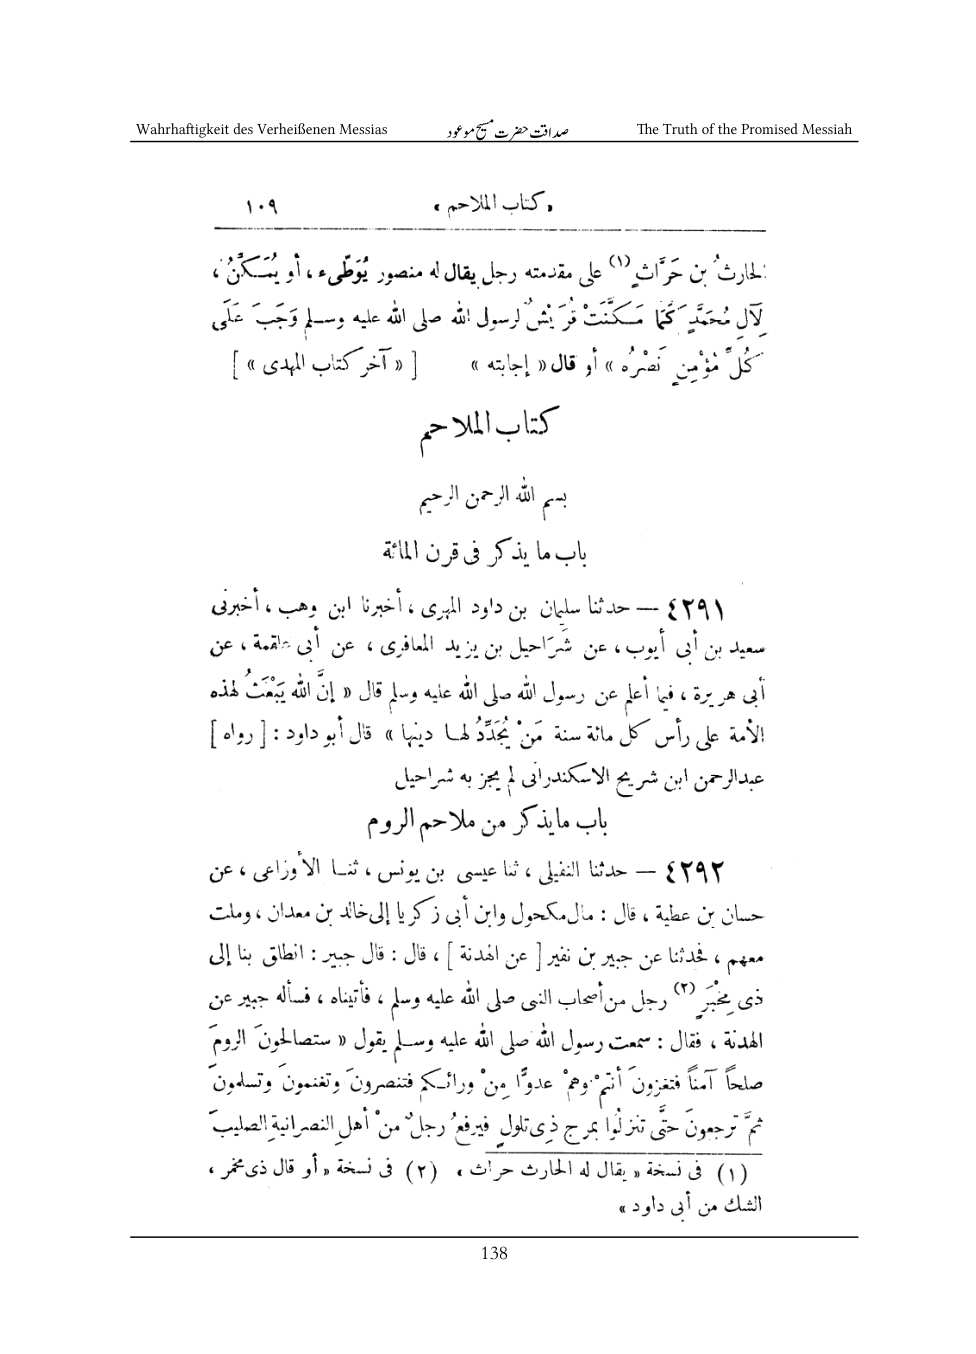 Wahrhaftigkeit des Verheißenen Messias صداقت حضرت مسیح موعود The Truth of the Promised Messiah
« كتاب الملاحم » ١٠٩
الحارثُ بن حَرَّاثٍ (١) على مقدمته رجل يقال له منصور يُوَطِّىء ، أو يُمَـكِّنُ ،
لِآلِ مُحَمَّدٍ كَمَا مَـكَّنَتْ قُرَيْشٌ لرسول الله صلى الله عليه وسـلم وَجَبَ عَلَى
كُلِّ مُؤْمِنٍ نَصْرُه » أو قال « إجابته » [ « آخر كتاب المهدى » ]
كتاب الملاحم
بسم الله الرحمن الرحيم
باب ما يذكر فى قرن المائة
٤٢٩١ — حدثنا سليمان بن داود المهرى ، أخبرنا ابن وهب ، أخبرنى
سعيد بن أبى أيوب ، عن شَرَاحيل بن يزيد المعافرى ، عن أبى علقمة ، عن
أبى هريرة ، فيما أعلم عن رسول الله صلى الله عليه وسلم قال « إنَّ الله يَبْعَثُ لهذه
الأمة على رأس كل مائة سنة مَنْ يُجَدِّدُ لهـا دينها » قال أبو داود : [ رواه ]
عبدالرحمن ابن شريح الاسكندرانى لم يجز به شراحيل
باب مايذكر من ملاحم الروم
٤٢٩٢ — حدثنا النفيلى ، ثنا عيسى بن يونس ، ثنـا الأوزاعى ، عن
حسان بن عطية ، قال : مال مكحول وابن أبى زكريا إلى خالد بن معدان ، وملت
معهم ، فحدثنا عن جبير بن نفير [ عن الهدنة ] ، قال : قال جبير : انطلق بنا إلى
ذى مِخْبَرٍ (٢) رجل من أصحاب النبى صلى الله عليه وسلم ، فأتيناه ، فسأله جبير عن
الهدنة ، فقال : سمعت رسول الله صلى الله عليه وسـلم يقول « ستصالحونَ الرومَ
صلحاً آمناً فتغزونَ أنتمْ وهمْ عدوًّا مِنْ ورائـكم فتنصرونَ وتغنمونَ وتسلمونَ
ثمَّ ترجعونَ حتَّى تنزلُوا بمرجٍ ذِى تلولٍ فيرفعُ رجلٌ منْ أهلِ النصرانيةِ الصليبَ
(١) فى نسخة « يقال له الحارث حراث » (٢) فى نسخة « أو قال ذى مخمر ،
الشك من أبى داود »
138